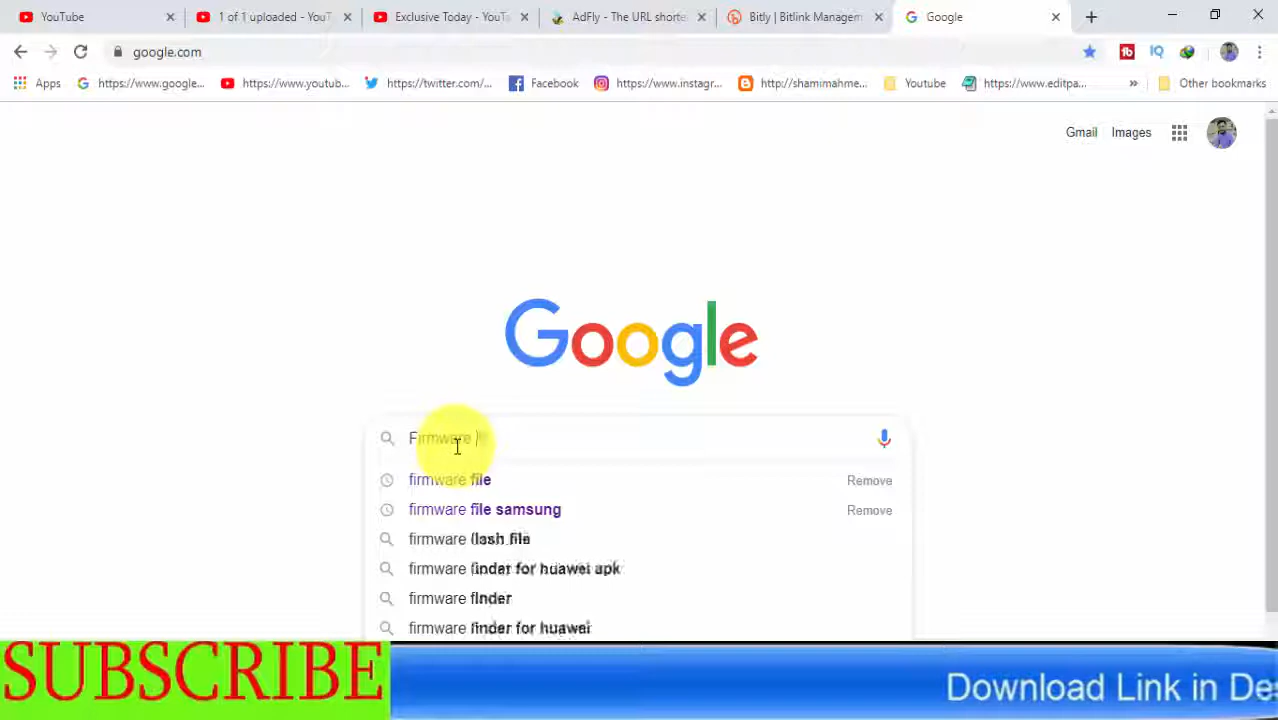 YouTube
1 of 1 uploaded - YouT
Exclusive Today - YouTu
AdFly - The URL shorte
Bitly | Bitlink Managem
Google
google.com
Apps
https://www.google...
https://www.youtub...
https://twitter.com/...
Facebook
https://www.instagr...
http://shamimahme...
Youtube
https://www.editpa...
Other bookmarks
Gmail
Images
Google
Firmware
firmware file
Remove
firmware file samsung
Remove
firmware flash file
firmware finder for huawei apk
firmware finder
firmware finder for huawei
SUBSCRIBE
Download Link in De